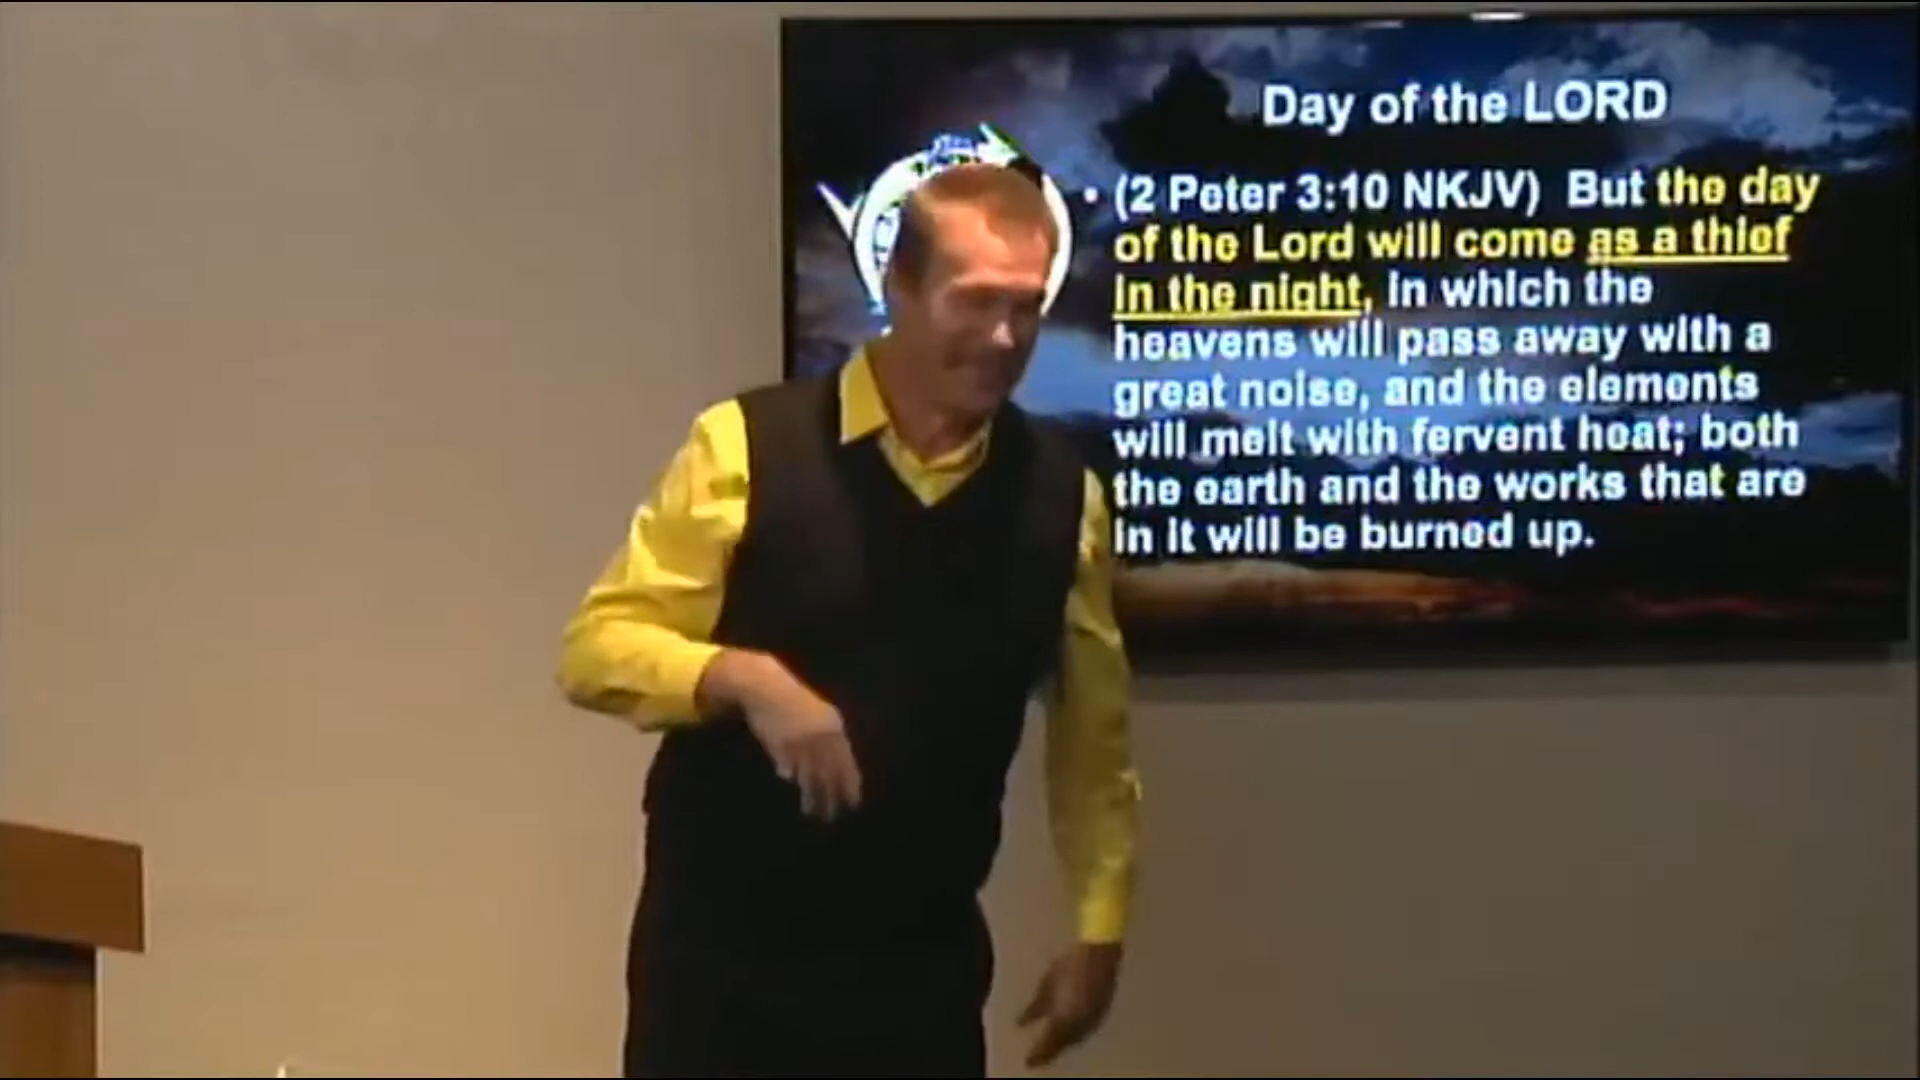 Day of the LORD
• (2 Peter 3:10 NKJV) But the day
of the Lord will come as a thief
in the night, in which the
heavens will pass away with a
great noise, and the elements
will melt with fervent heat; both
the earth and the works that are
in it will be burned up.